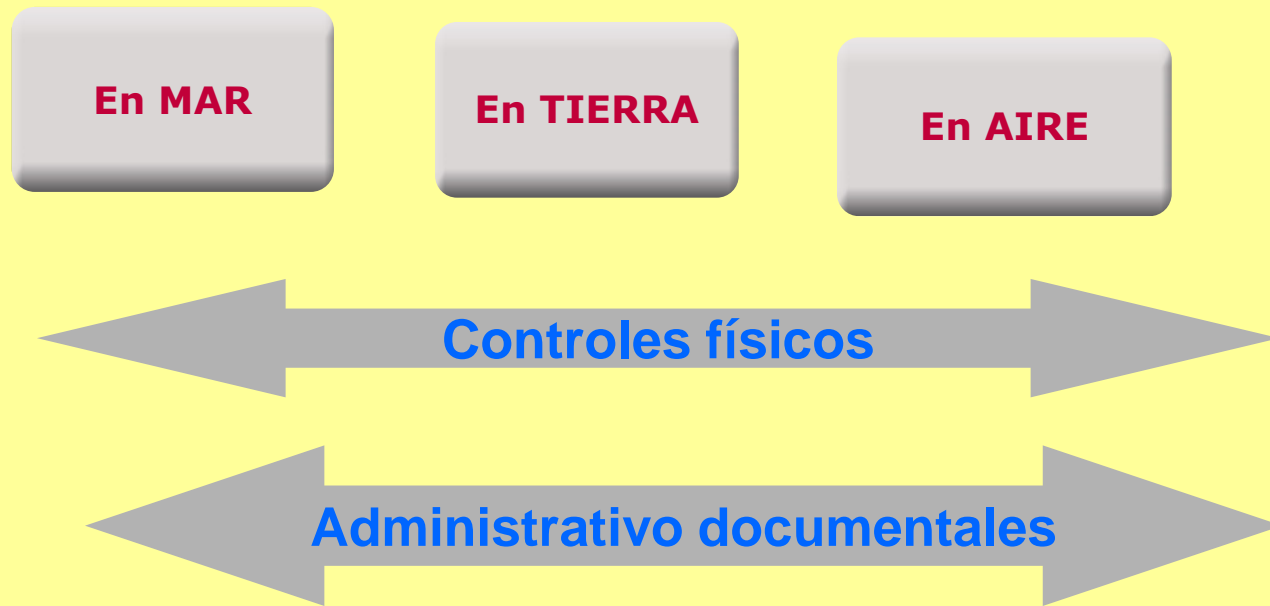 En MAR
En TIERRA
En AIRE
Controles físicos
Administrativo documentales